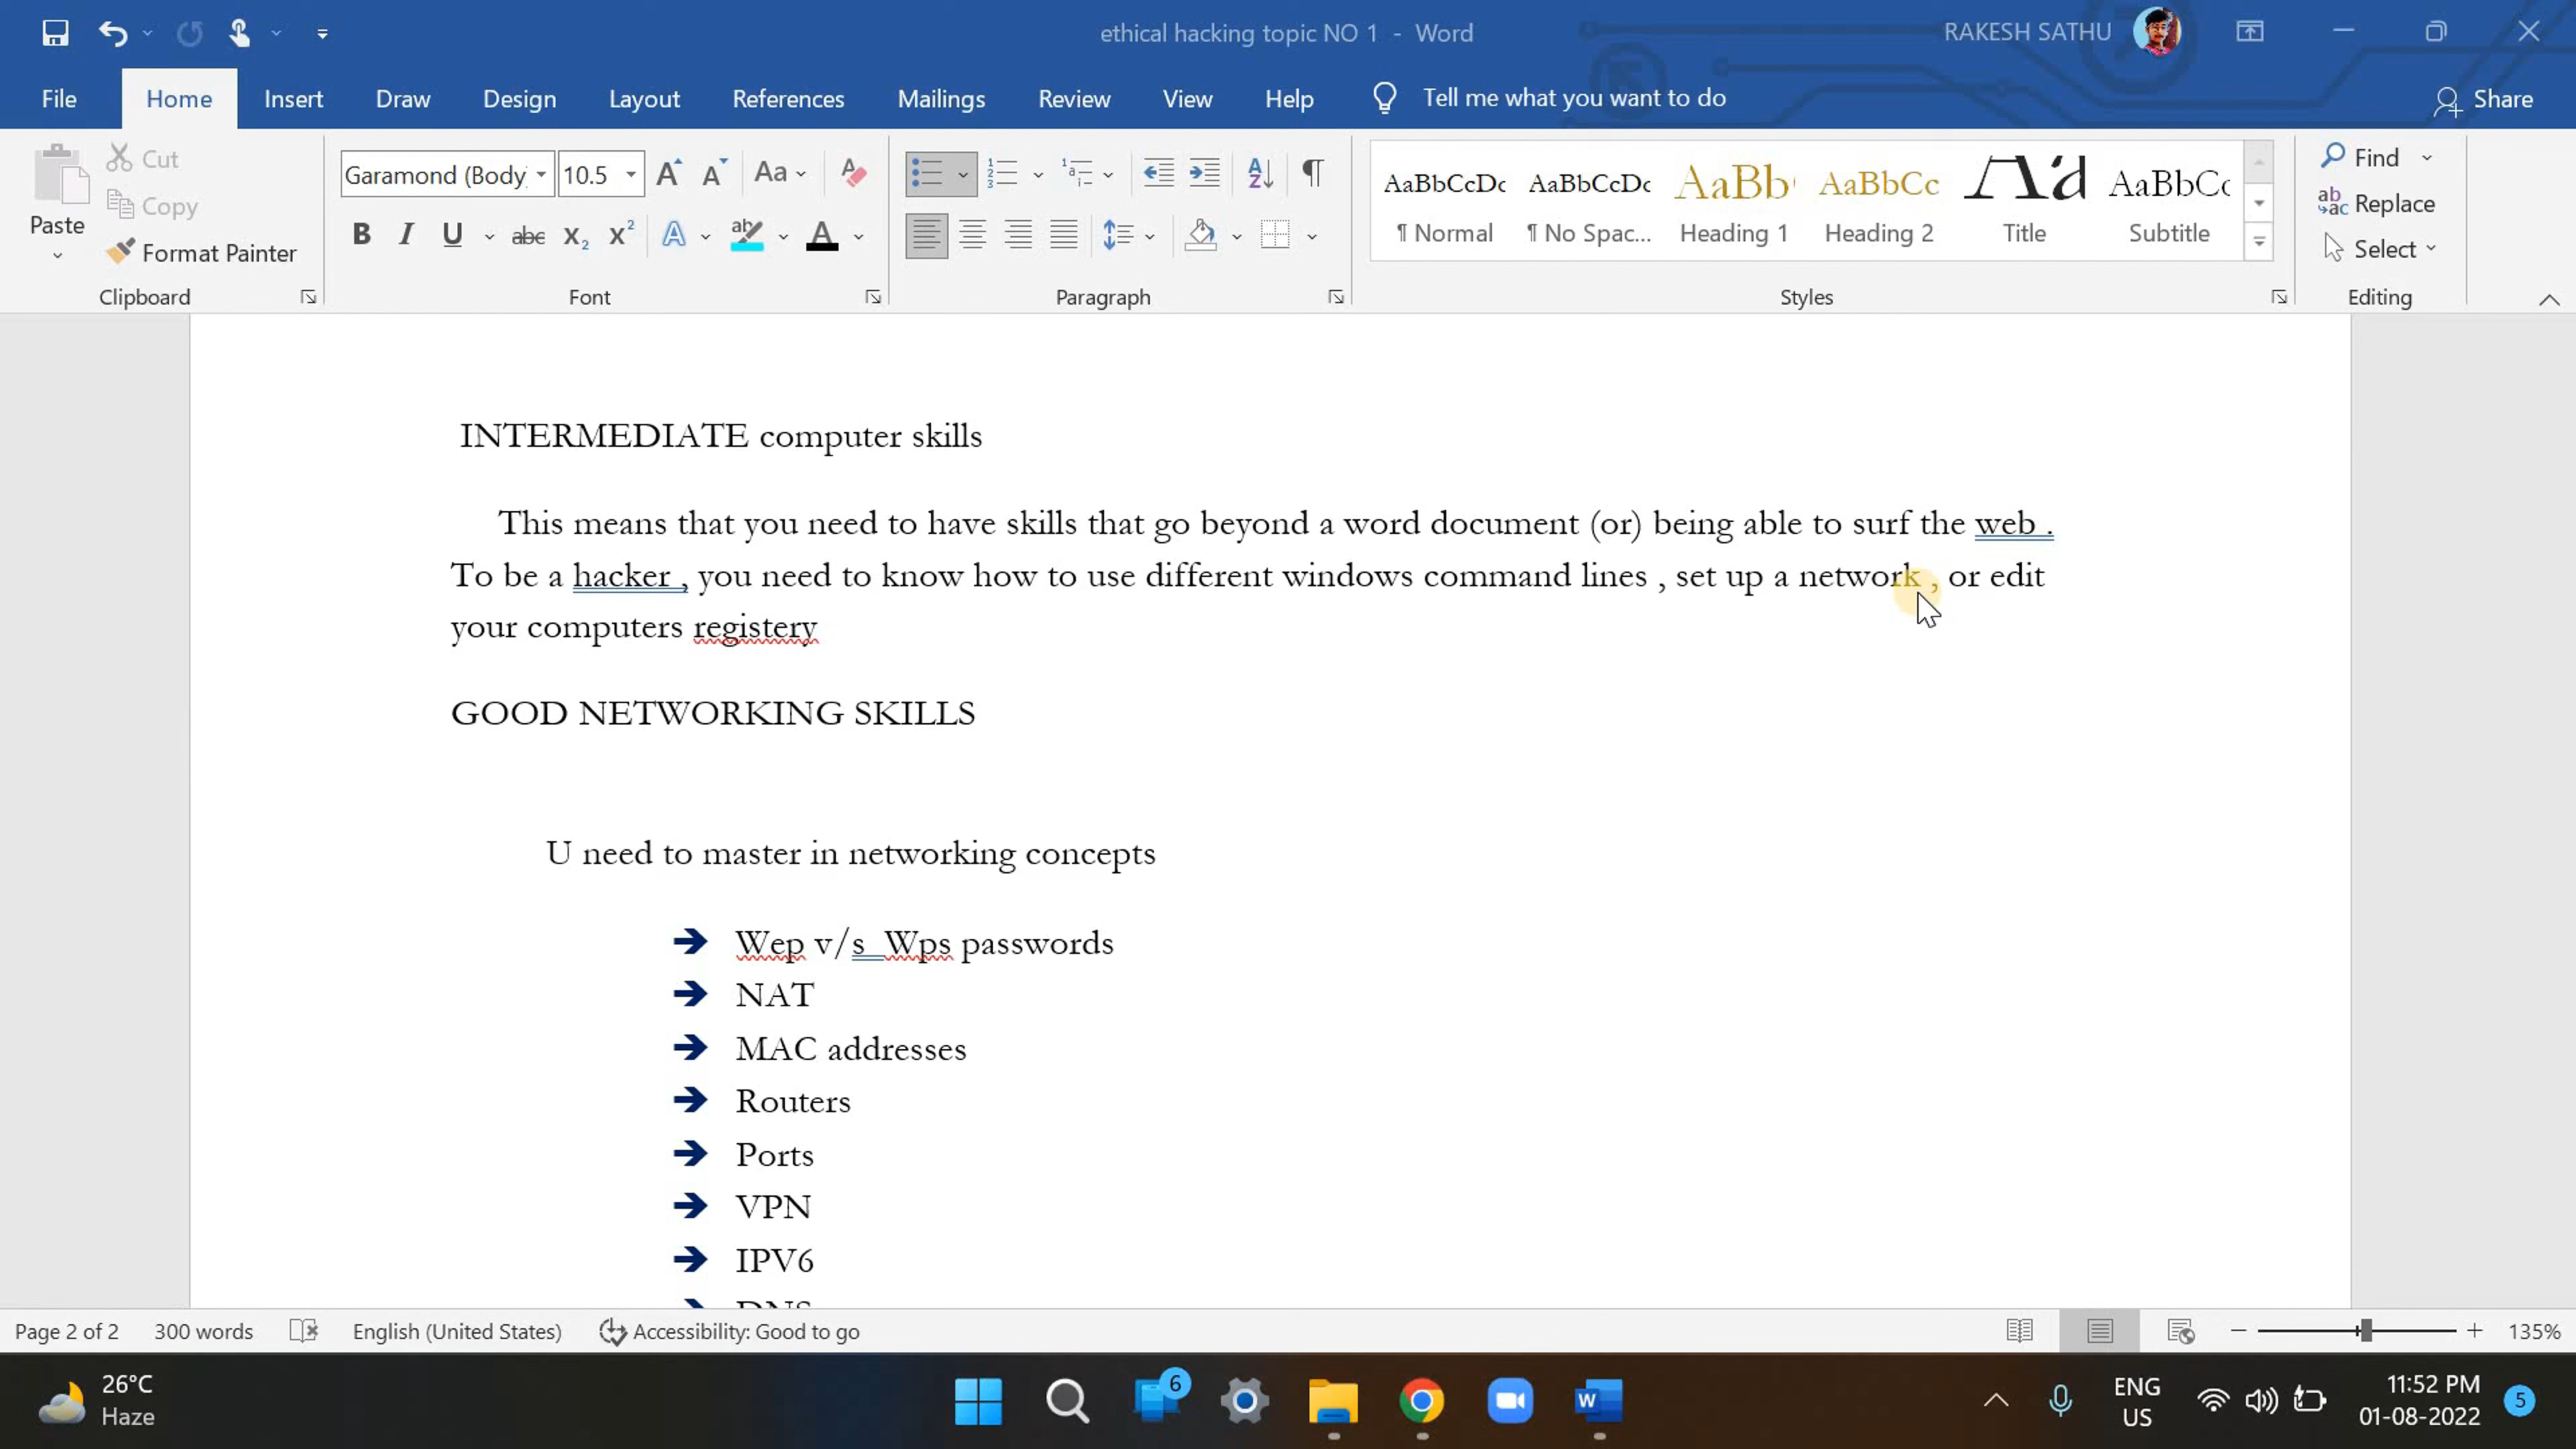 ethical hacking topic NO 1 - Word
RAKESH SATHU
File Home Insert Draw Design Layout References Mailings Review View Help Tell me what you want to do Share
Paste
Cut
Copy
Format Painter
Clipboard
Garamond (Body 10.5
Font
Paragraph
AaBbCcDc AaBbCcDc AaBb AaBbCc AaBbCc
¶ Normal ¶ No Spac... Heading 1 Heading 2 Title Subtitle
Styles
Find
Replace
Select
Editing
INTERMEDIATE computer skills
This means that you need to have skills that go beyond a word document (or) being able to surf the web .
To be a hacker , you need to know how to use different windows command lines , set up a network , or edit
your computers registery
GOOD NETWORKING SKILLS
U need to master in networking concepts
➔ Wep v/s Wps passwords
➔ NAT
➔ MAC addresses
➔ Routers
➔ Ports
➔ VPN
➔ IPV6
Page 2 of 2 300 words English (United States) Accessibility: Good to go 135%
26°C
Haze
6
ENG
US
11:52 PM
01-08-2022
5